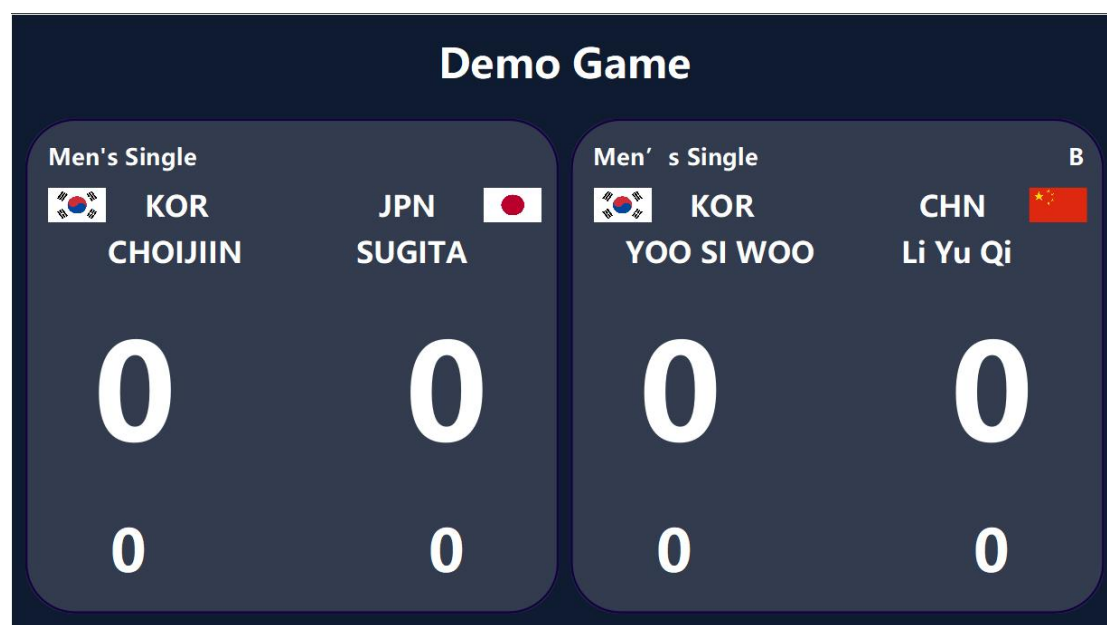 Demo Game
Men's Single
KOR JPN
CHOIJIIN SUGITA
0 0
0 0
Men’s Single B
KOR CHN
YOO SI WOO Li Yu Qi
0 0
0 0